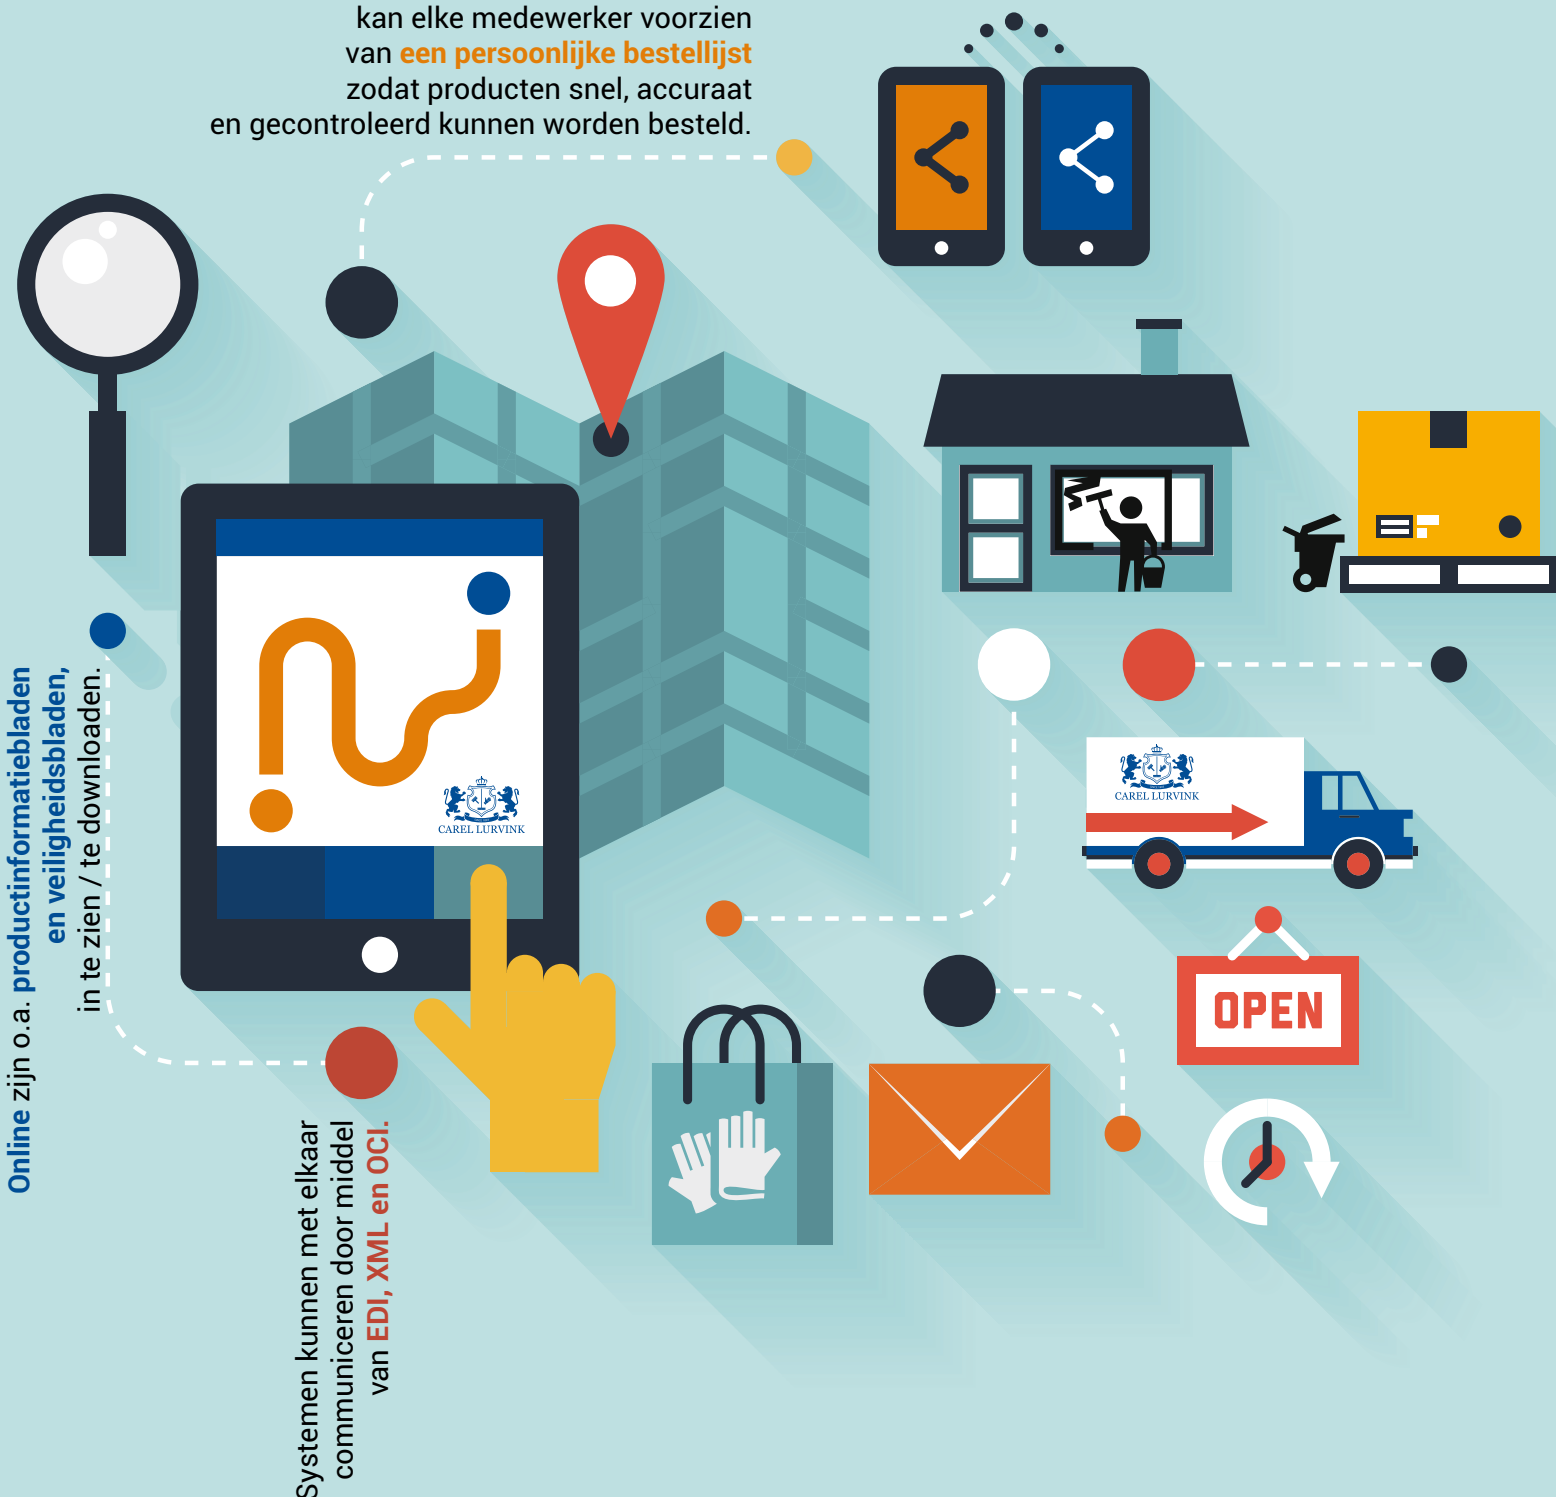 kan elke medewerker voorzien
van een persoonlijke bestellijst
zodat producten snel, accuraat
en gecontroleerd kunnen worden besteld.
Online zijn o.a. productinformatiebladen
en veiligheidsbladen,
in te zien / te downloaden.
CAREL LURVINK
CAREL LURVINK
OPEN
Systemen kunnen met elkaar
communiceren door middel
van EDI, XML en OCI.